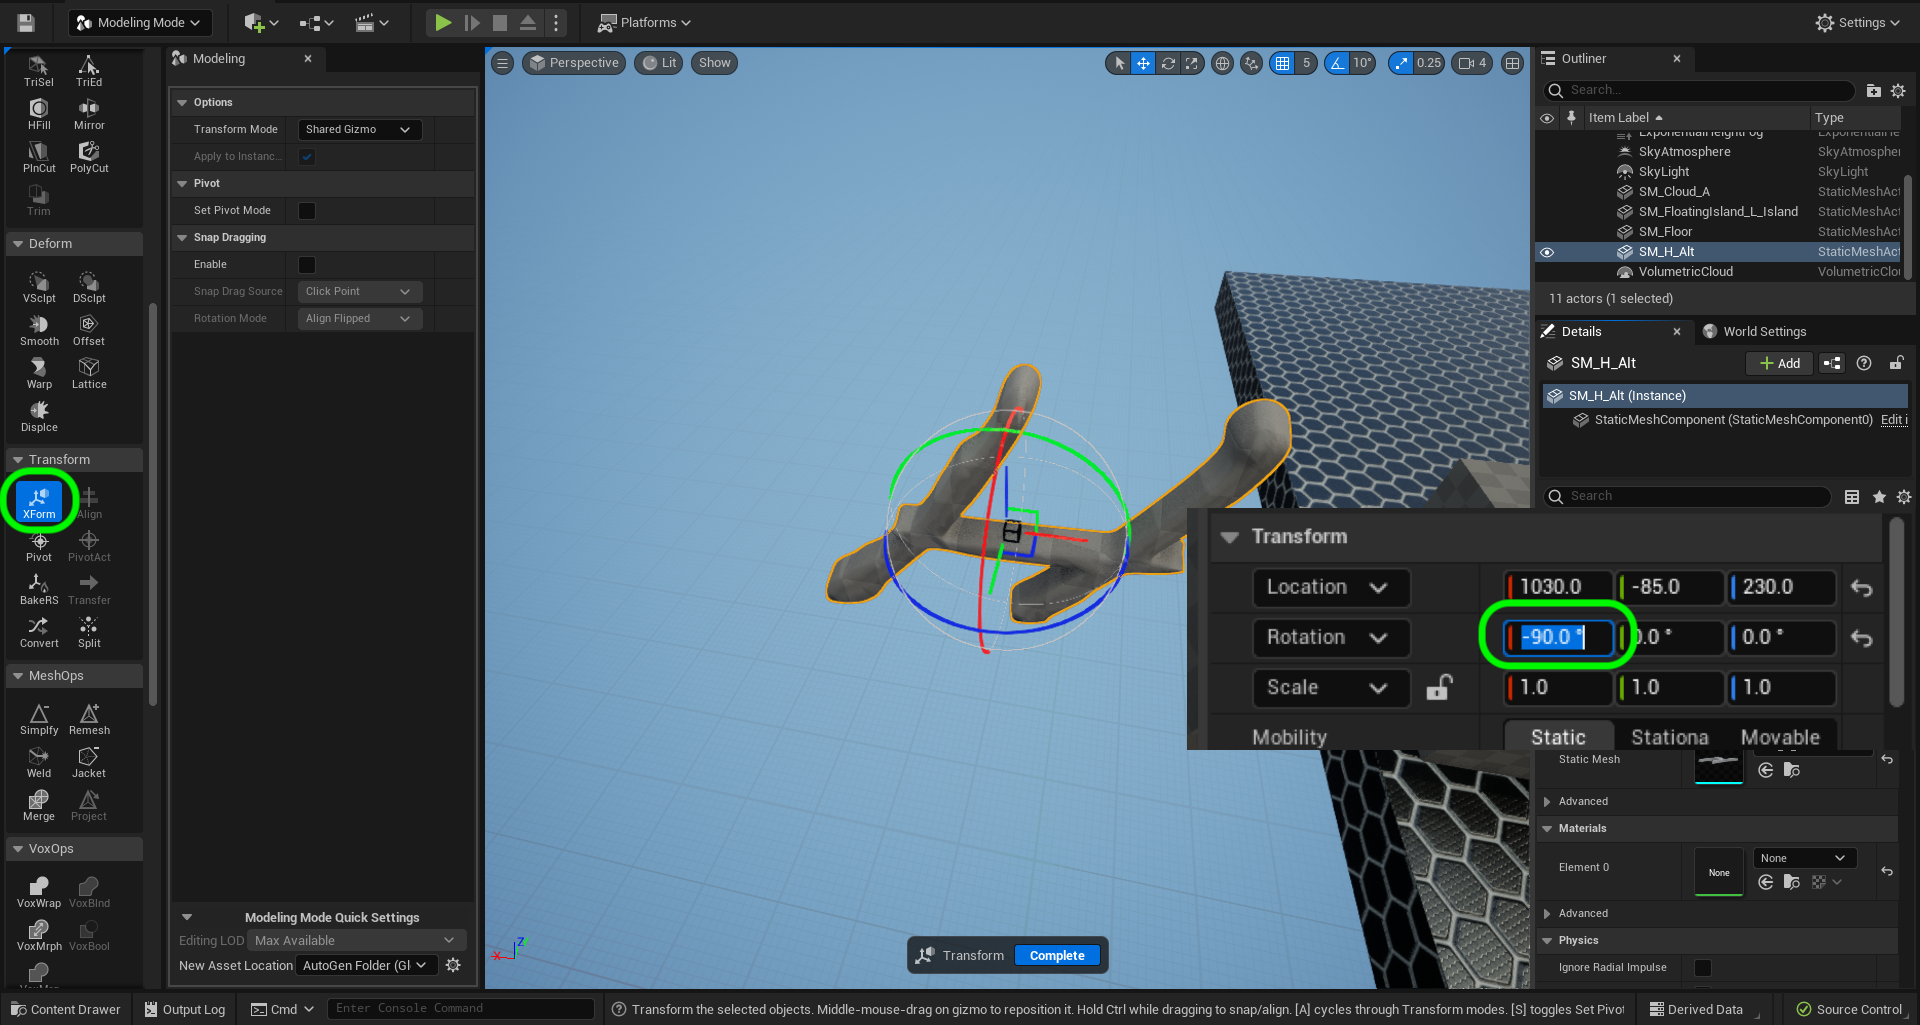 Modeling Mode
Platforms
Settings
TriSel
TriEd
HFill
Mirror
PlnCut
PolyCut
Trim
Deform
VSclpt
DSclpt
Smooth
Offset
Warp
Lattice
Displce
Transform
XForm
Align
Pivot
PivotAct
BakeRS
Transfer
Convert
Split
MeshOps
Simplfy
Remesh
Weld
Jacket
Merge
Project
VoxOps
VoxWrap
VoxBlnd
VoxMrph
VoxBool
Modeling
Options
Transform Mode
Shared Gizmo
Apply to Instanc...
Pivot
Set Pivot Mode
Snap Dragging
Enable
Snap Drag Source
Click Point
Rotation Mode
Align Flipped
Modeling Mode Quick Settings
Editing LOD
Max Available
New Asset Location
AutoGen Folder (Gl
Perspective
Lit
Show
5
10°
0.25
4
Z
X
Transform
Complete
Outliner
Search...
Item Label
Type
ExponentialHeightFog
ExponentialHe
SkyAtmosphere
SkyAtmospher
SkyLight
SkyLight
SM_Cloud_A
StaticMeshAct
SM_FloatingIsland_L_Island
StaticMeshAct
SM_Floor
StaticMeshAct
SM_H_Alt
StaticMeshAct
VolumetricCloud
VolumetricClou
11 actors (1 selected)
Details
World Settings
SM_H_Alt
Add
SM_H_Alt (Instance)
StaticMeshComponent (StaticMeshComponent0)
Edit i
Search
Transform
Location
1030.0
-85.0
230.0
Rotation
-90.0 °
0.0 °
0.0 °
Scale
1.0
1.0
1.0
Mobility
Static
Stationa
Movable
Static Mesh
Advanced
Materials
Element 0
None
None
Advanced
Physics
Ignore Radial Impulse
Content Drawer
Output Log
Cmd
Enter Console Command
Transform the selected objects. Middle-mouse-drag on gizmo to reposition it. Hold Ctrl while dragging to snap/align. [A] cycles through Transform modes. [S] toggles Set Pivot
Derived Data
Source Control